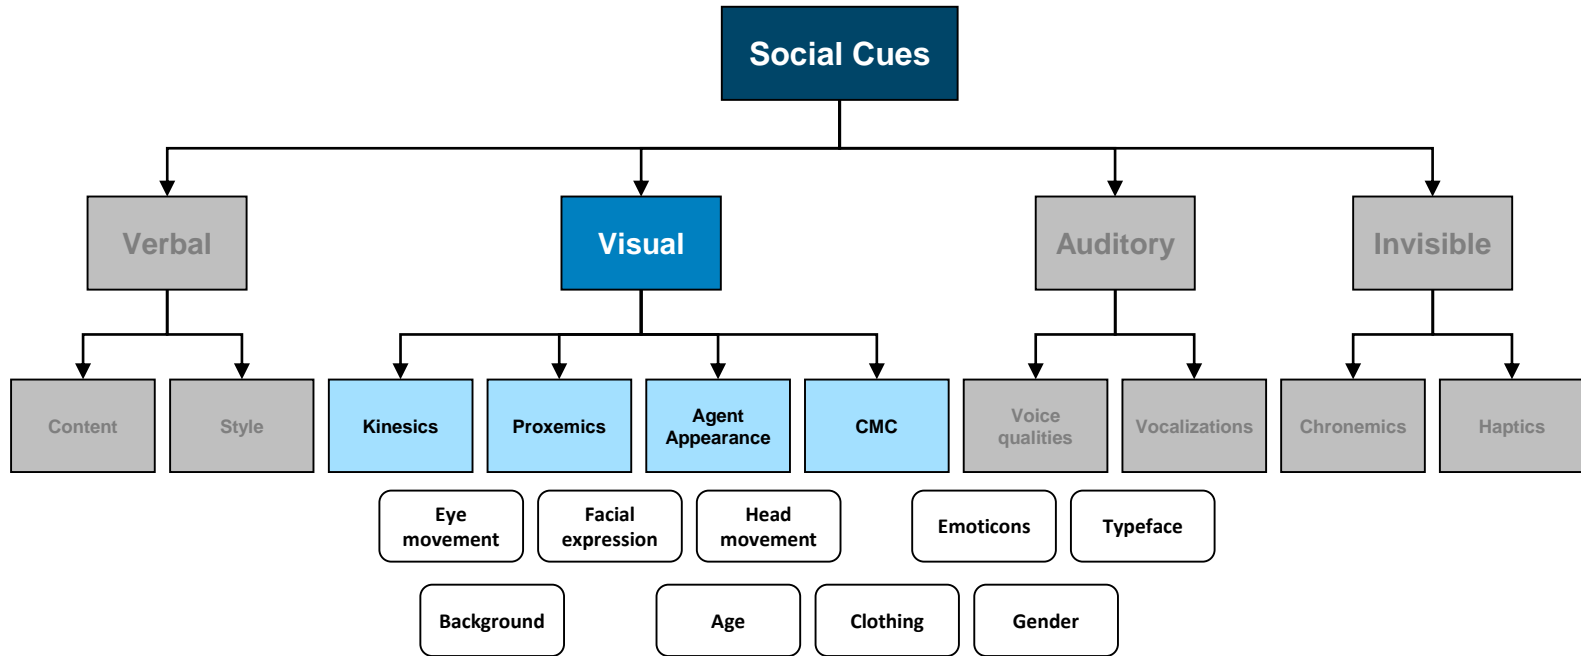 Social Cues
Verbal
Visual
Auditory
Invisible
Content
Style
Kinesics
Proxemics
Agent
Appearance
CMC
Voice
qualities
Vocalizations
Chronemics
Haptics
Eye
movement
Facial
expression
Head
movement
Emoticons
Typeface
Background
Age
Clothing
Gender